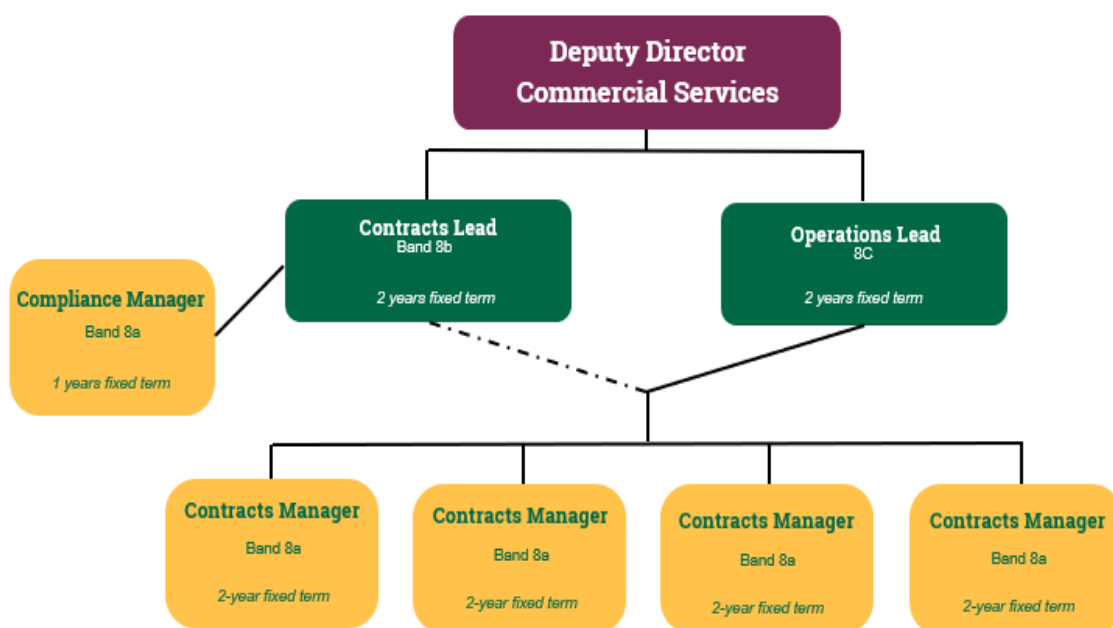 Deputy Director
Commercial Services
Contracts Lead
Band 8b
2 years fixed term
Operations Lead
8C
2 years fixed term
Compliance Manager
Band 8a
1 years fixed term
Contracts Manager
Band 8a
2-year fixed term
Contracts Manager
Band 8a
2-year fixed term
Contracts Manager
Band 8a
2-year fixed term
Contracts Manager
Band 8a
2-year fixed term